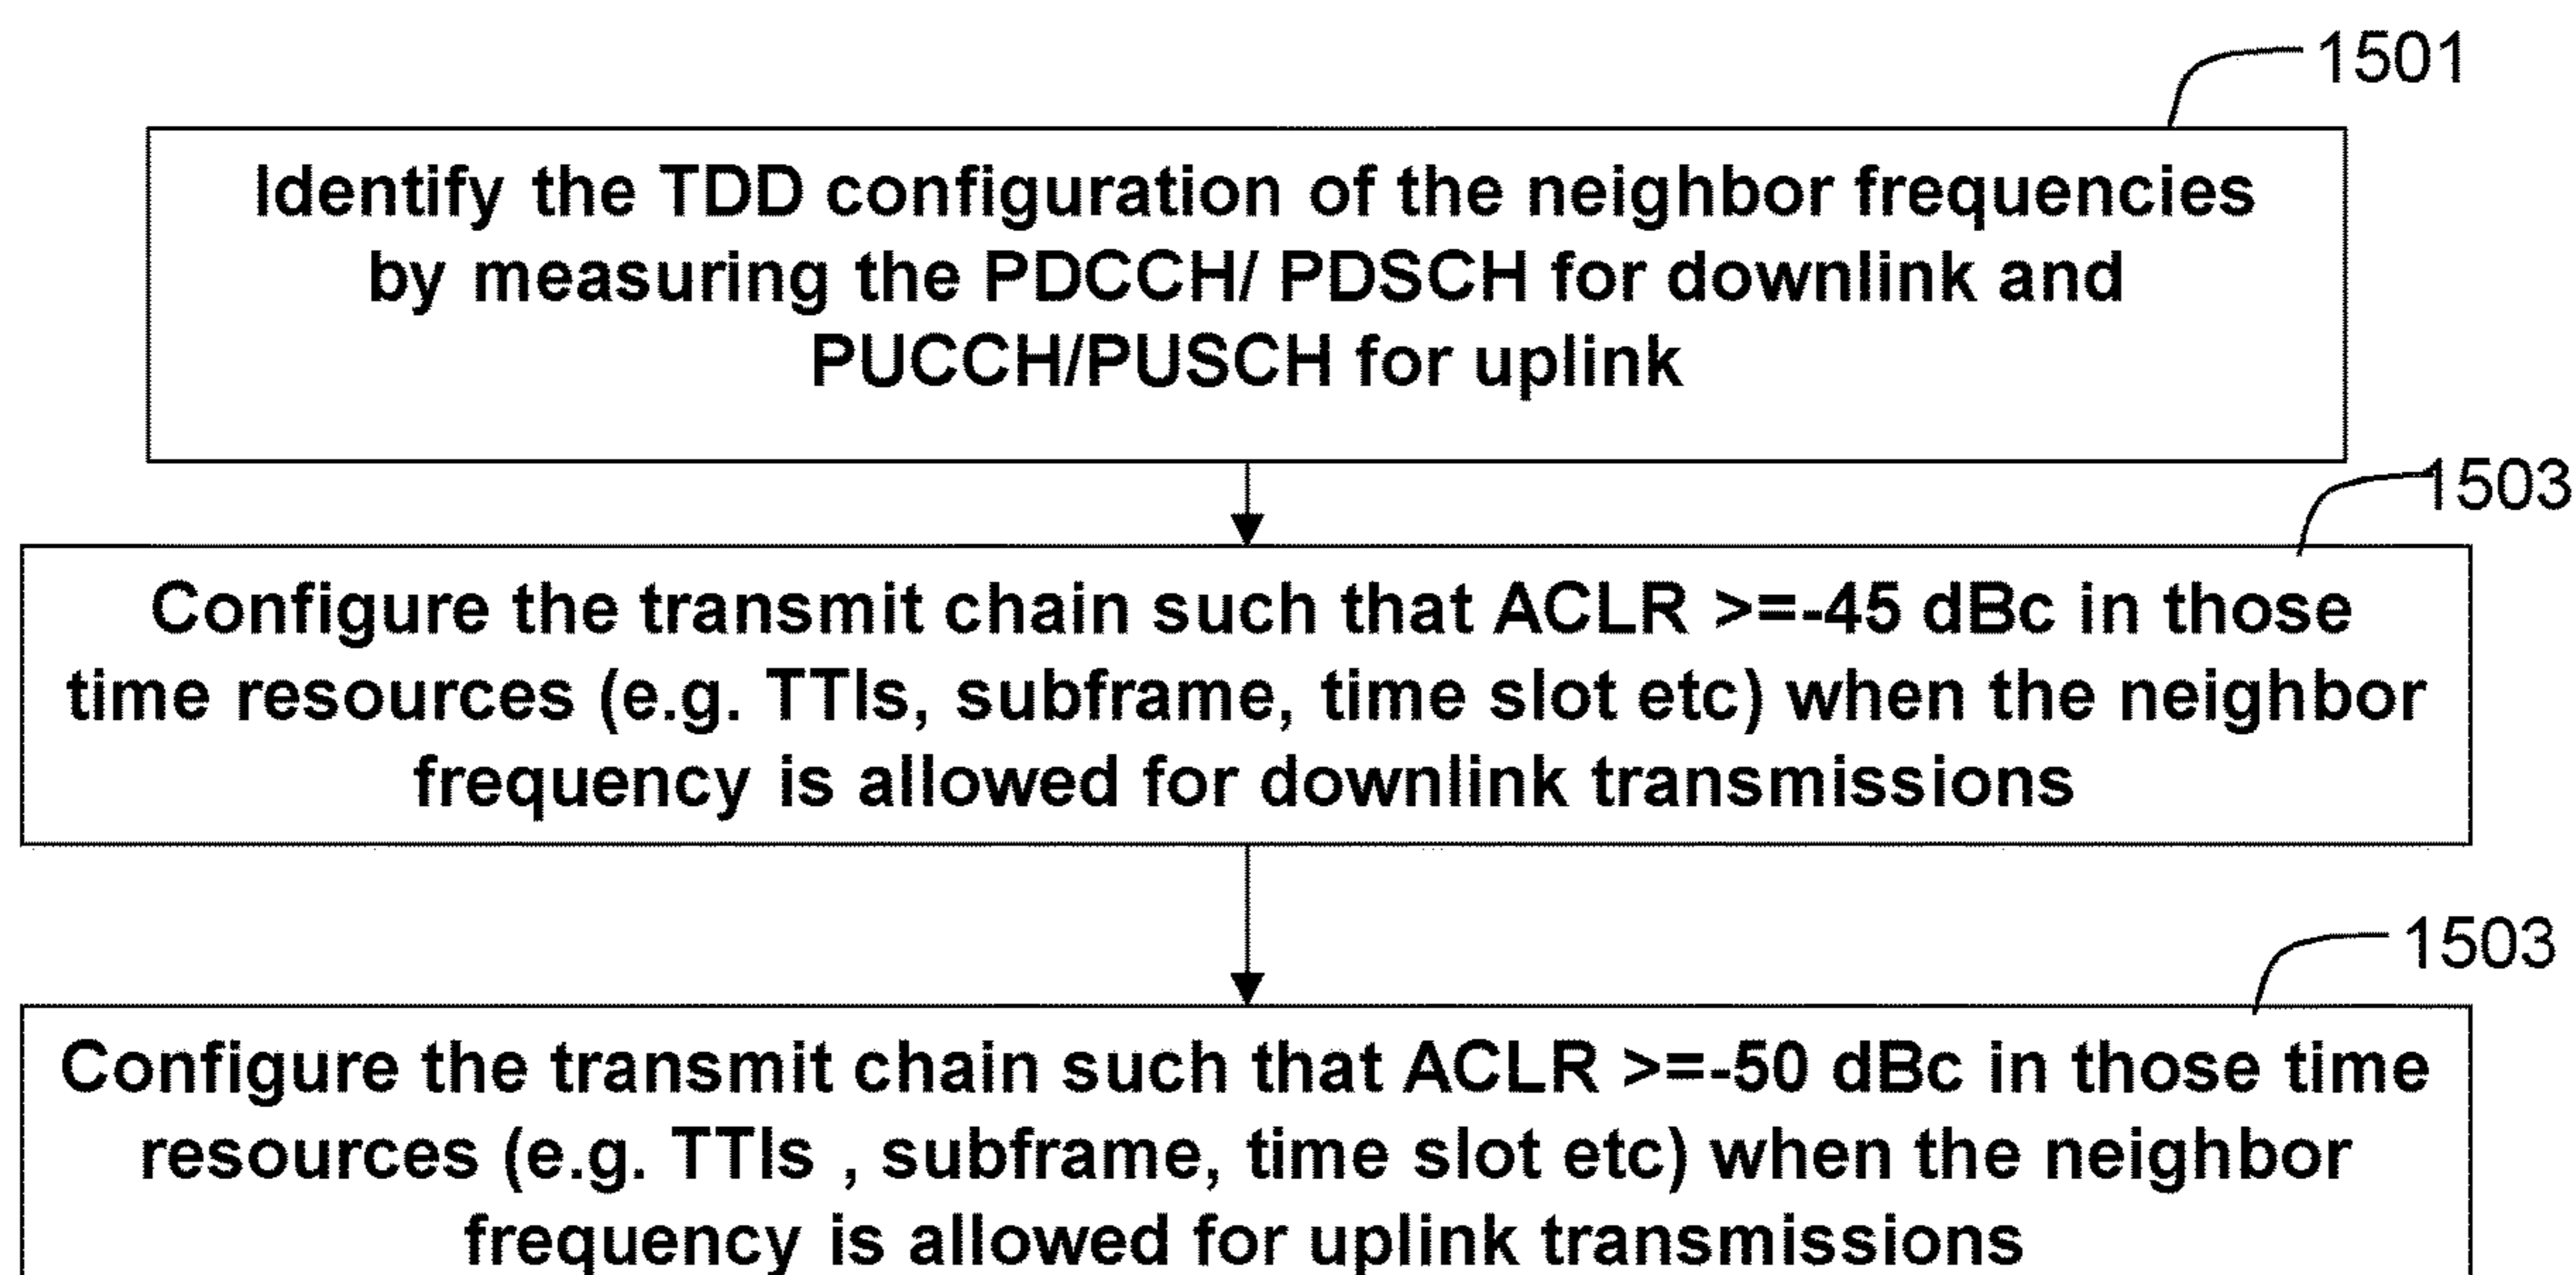 1501
Identify the TDD configuration of the neighbor frequencies
by measuring the PDCCH/ PDSCH for downlink and
PUCCH/PUSCH for uplink
1503
Configure the transmit chain such that ACLR >=-45 dBc in those
time resources (e.g. TTIs, subframe, time slot etc) when the neighbor
frequency is allowed for downlink transmissions
1503
Configure the transmit chain such that ACLR >=-50 dBc in those time
resources (e.g. TTIs , subframe, time slot etc) when the neighbor
frequency is allowed for uplink transmissions